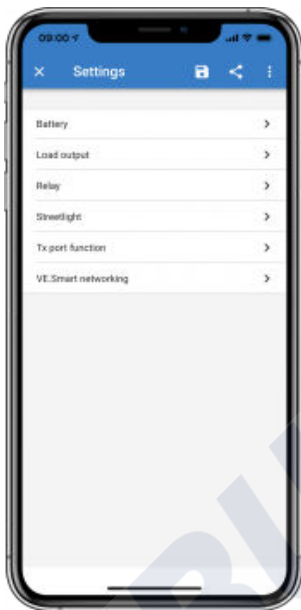 09:00
Settings
Battery
Load output
Relay
Streetlight
Tx port function
VE.Smart networking